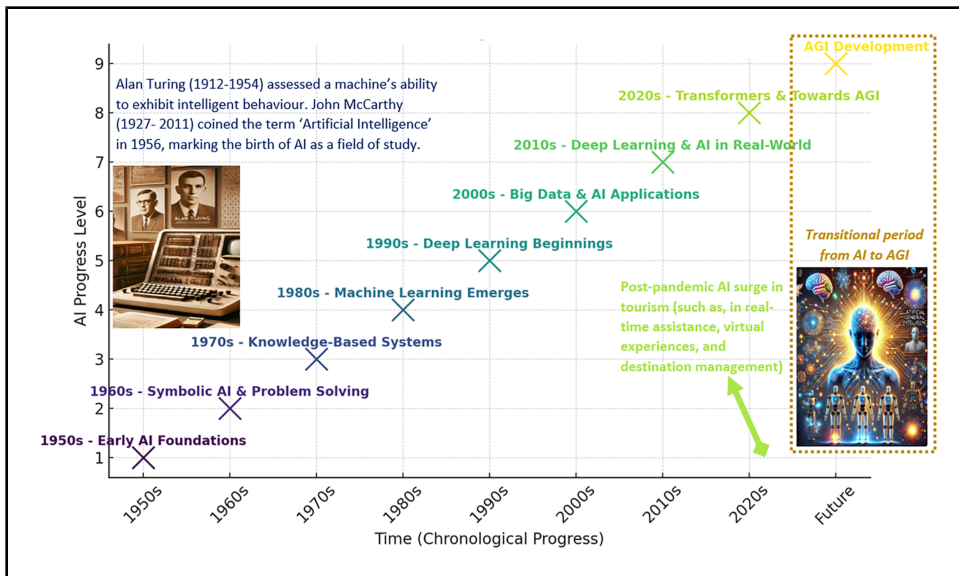 AGI Development
9
Alan Turing (1912-1954) assessed a machine's ability
to exhibit intelligent behaviour. John McCarthy
(1927- 2011) coined the term 'Artificial Intelligence'
in 1956, marking the birth of AI as a field of study.
2020s - Transformers & Towards AGI
8
2010s - Deep Learning & AI in Real-World
7
2000s - Big Data & AI Applications
6
ALAN TURING
1990s - Deep Learning Beginnings
5
Transitional period
from AI to AGI
1980s - Machine Learning Emerges
4
Post-pandemic AI surge in
tourism (such as, in real-
time assistance, virtual
experiences, and
destination management)
1970s - Knowledge-Based Systems
3
1960s - Symbolic AI & Problem Solving
2
1950s - Early AI Foundations
1
AI Progress Level
1950s
1960s
1970s
1980s
1990s
2000s
2010s
2020s
Future
Time (Chronological Progress)